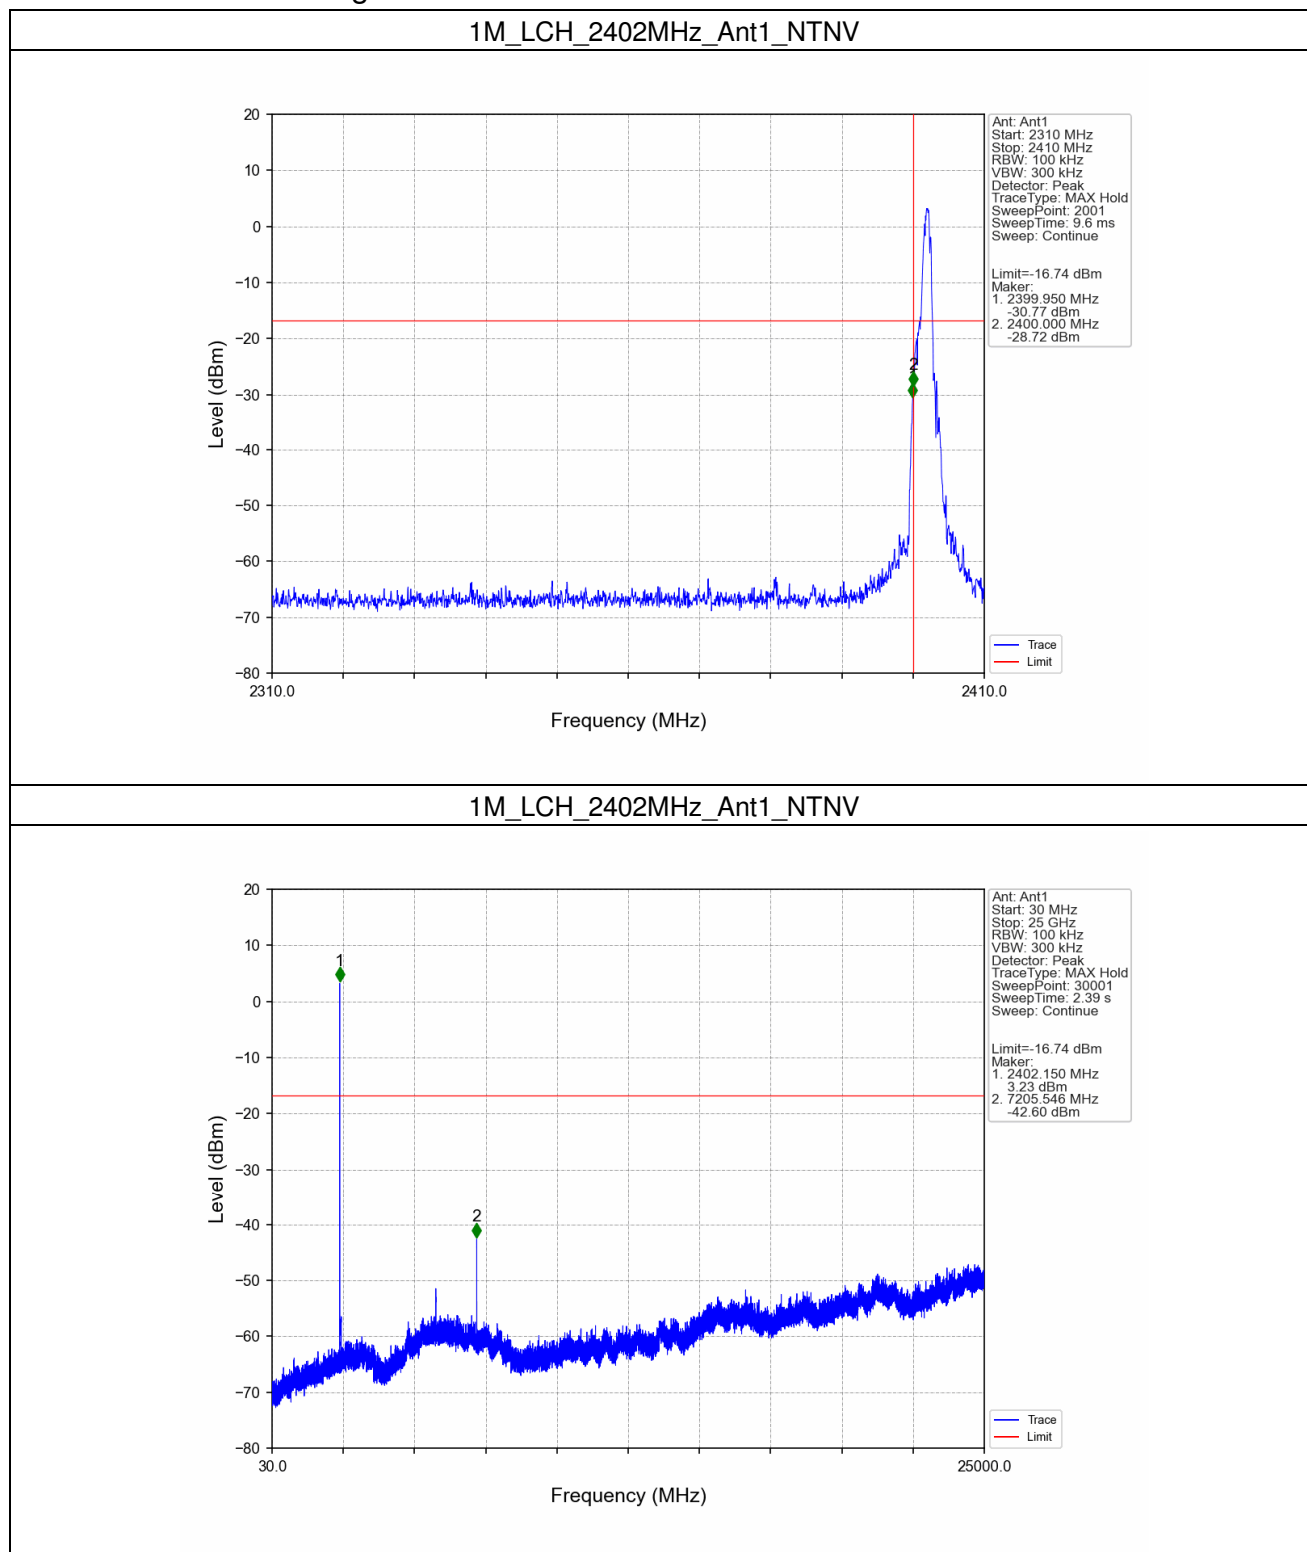 1M_LCH_2402MHz_Ant1_NTNV
20
10
0
−10
−20
−30
−40
−50
−60
−70
−80
Level (dBm)
2310.0
2410.0
Frequency (MHz)
2
Ant: Ant1
Start: 2310 MHz
Stop: 2410 MHz
RBW: 100 kHz
VBW: 300 kHz
Detector: Peak
TraceType: MAX Hold
SweepPoint: 2001
SweepTime: 9.6 ms
Sweep: Continue
Limit=-16.74 dBm
Maker:
1. 2399.950 MHz
-30.77 dBm
2. 2400.000 MHz
-28.72 dBm
Trace
Limit
1M_LCH_2402MHz_Ant1_NTNV
20
10
0
−10
−20
−30
−40
−50
−60
−70
−80
Level (dBm)
30.0
25000.0
Frequency (MHz)
1
2
Ant: Ant1
Start: 30 MHz
Stop: 25 GHz
RBW: 100 kHz
VBW: 300 kHz
Detector: Peak
TraceType: MAX Hold
SweepPoint: 30001
SweepTime: 2.39 s
Sweep: Continue
Limit=-16.74 dBm
Maker:
1. 2402.150 MHz
3.23 dBm
2. 7205.546 MHz
-42.60 dBm
Trace
Limit